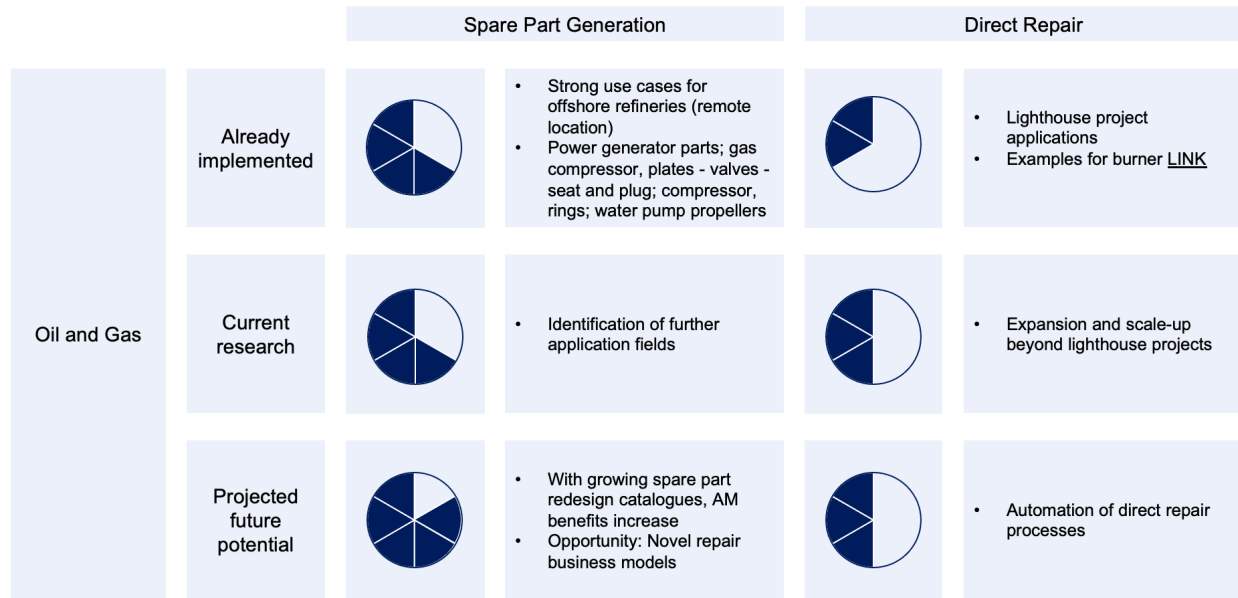 Spare Part Generation
Direct Repair
Oil and Gas
Already
implemented
• Strong use cases for
offshore refineries (remote
location)
• Power generator parts; gas
compressor, plates - valves -
seat and plug; compressor,
rings; water pump propellers
• Lighthouse project
applications
• Examples for burner LINK
Current
research
• Identification of further
application fields
• Expansion and scale-up
beyond lighthouse projects
Projected
future
potential
• With growing spare part
redesign catalogues, AM
benefits increase
• Opportunity: Novel repair
business models
• Automation of direct repair
processes